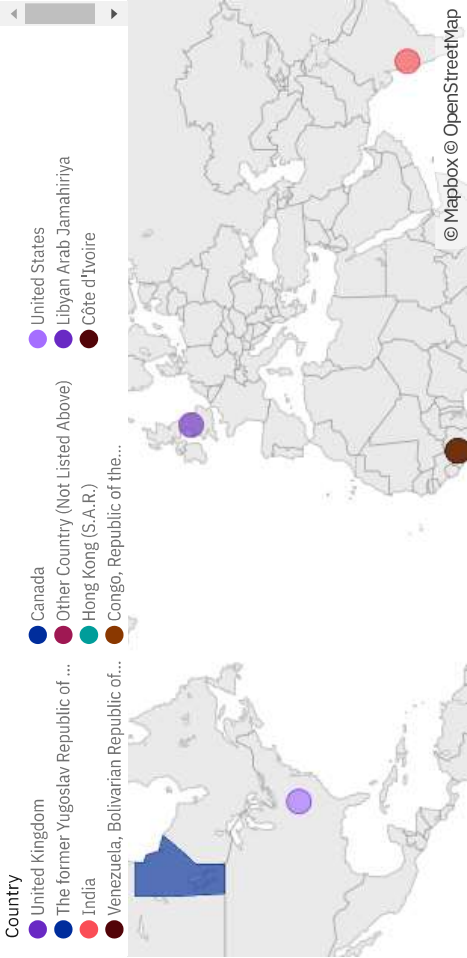 Country
United Kingdom
Canada
United States
The former Yugoslav Republic of ...
Other Country (Not Listed Above)
Libyan Arab Jamahiriya
India
Hong Kong (S.A.R.)
Côte d'Ivoire
Venezuela, Bolivarian Republic of...
Congo, Republic of the...
© Mapbox © OpenStreetMap